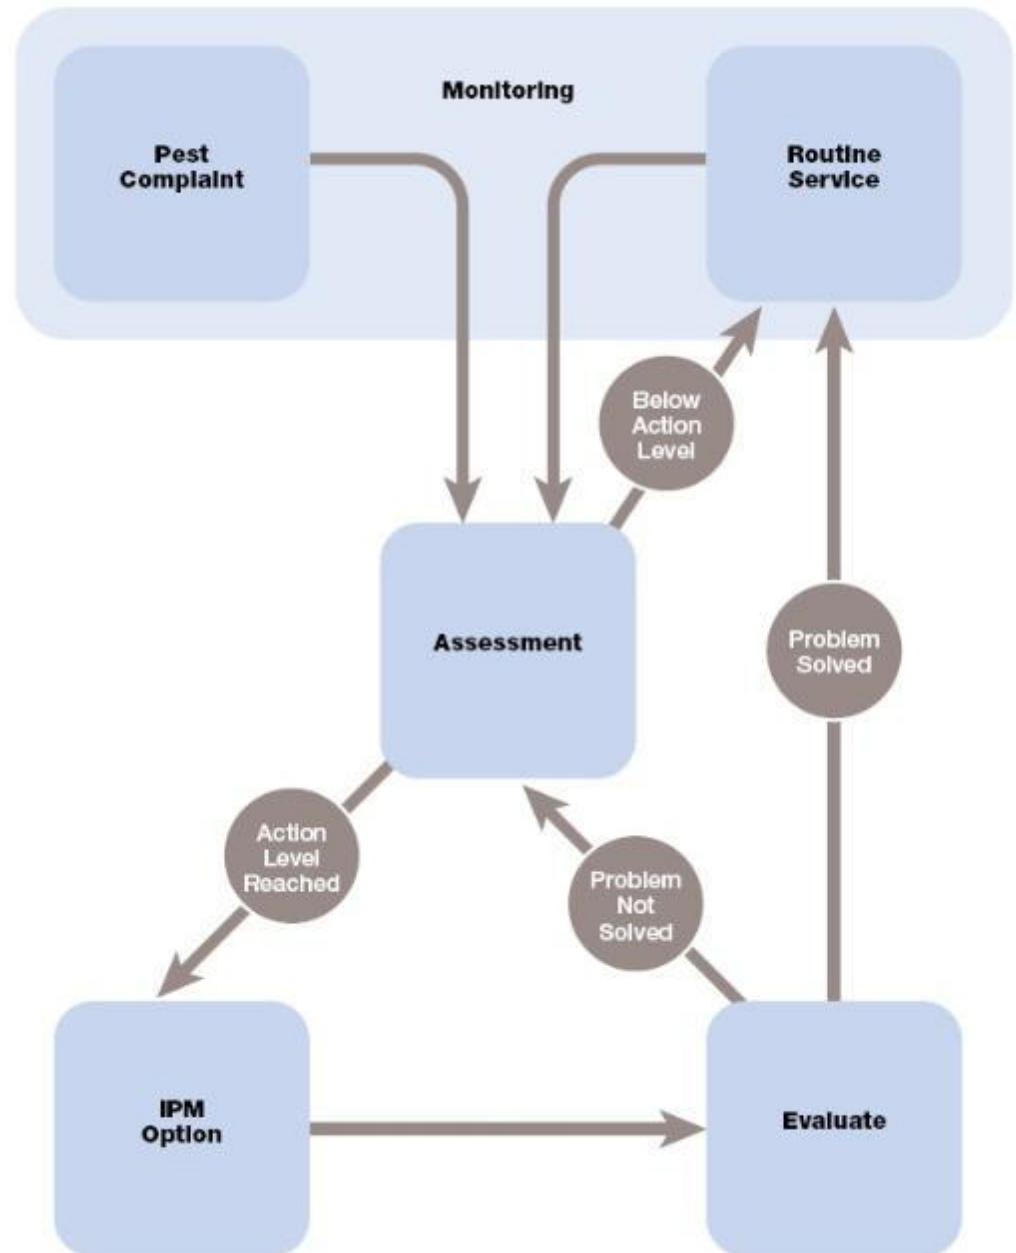 Monitoring
Pest
Complaint
Routine
Service
Below
Action
Level
Assessment
Problem
Solved
Action
Level
Reached
Problem
Not
Solved
IPM
Option
Evaluate